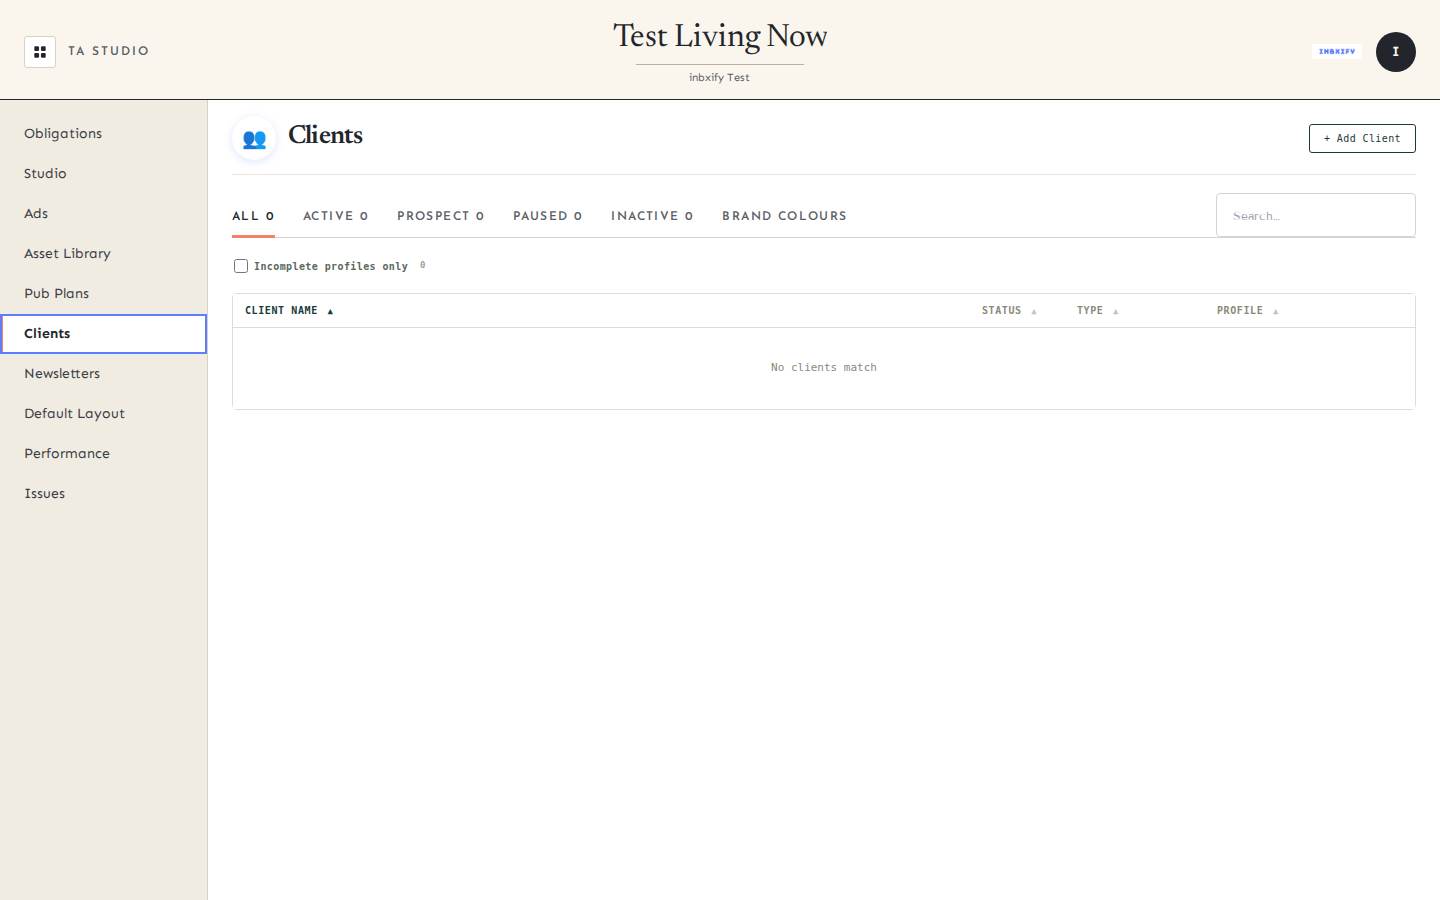 TA STUDIO
Test Living Now
inbxify Test
INBXIFY
I
Obligations
Studio
Ads
Asset Library
Pub Plans
Clients
Newsletters
Default Layout
Performance
Issues
Clients
+ Add Client
ALL 0
ACTIVE 0
PROSPECT 0
PAUSED 0
INACTIVE 0
BRAND COLOURS
Search...
Incomplete profiles only 0
CLIENT NAME ▲
STATUS ▲
TYPE ▲
PROFILE ▲
No clients match